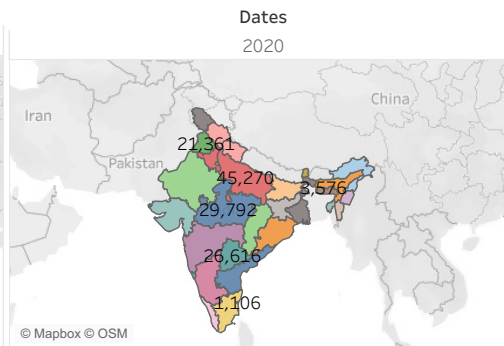 Dates
2020
Iran
China
Pakistan
21,361
45,270
3,576
29,792
26,616
1,106
© Mapbox © OSM